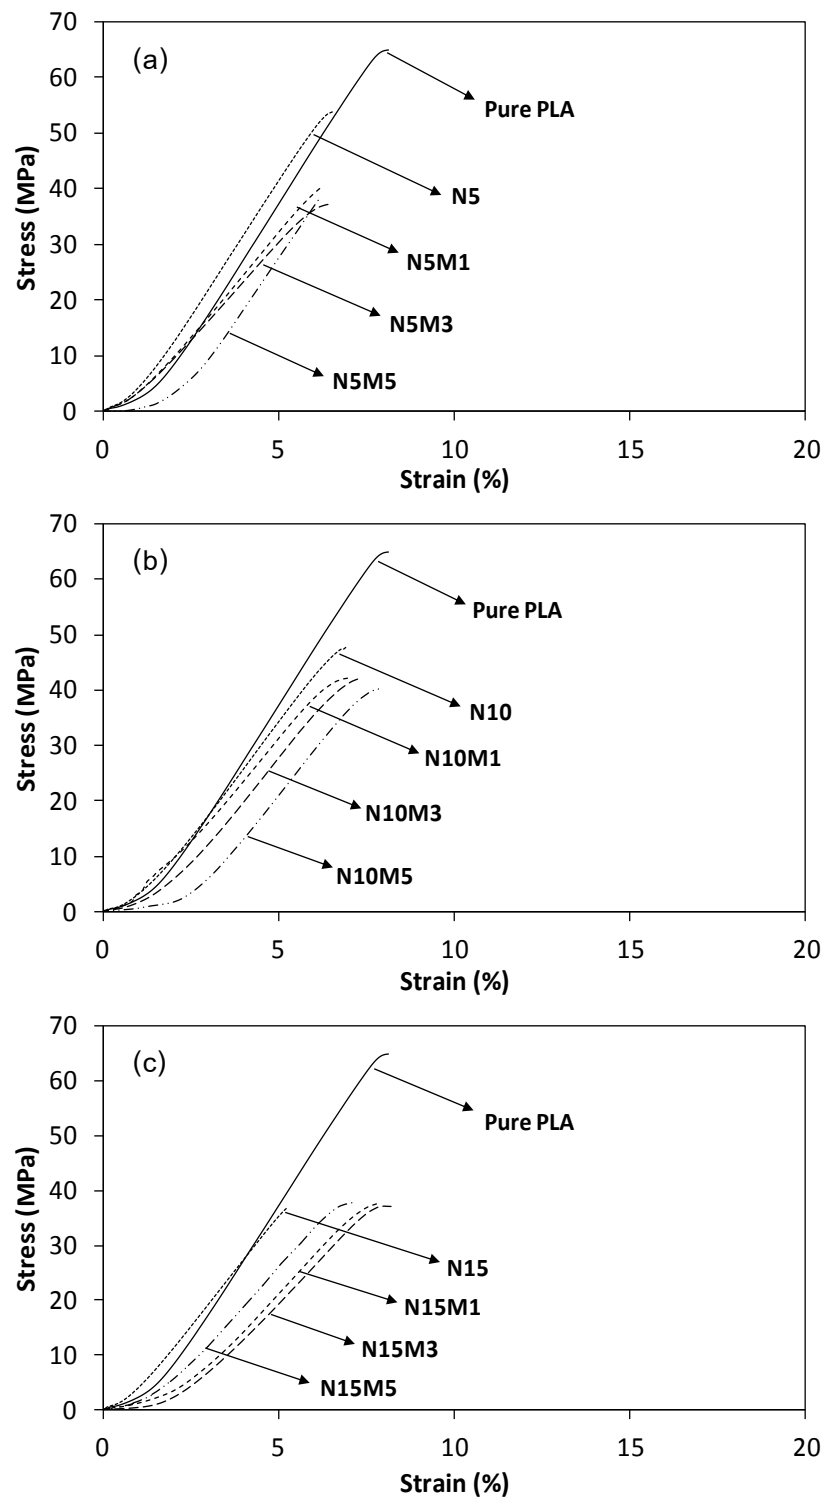 70
(a)
60
Pure PLA
50
N5
40
Stress (MPa)
30
N5M1
20
N5M3
10
N5M5
0
0 5 10 15 20
Strain (%)
70
(b)
60
Pure PLA
50
40
N10
Stress (MPa)
30
N10M1
20
N10M3
10
N10M5
0
0 5 10 15 20
Strain (%)
70
(c)
60
Pure PLA
50
40
Stress (MPa)
30
N15
20
N15M1
10
N15M3
N15M5
0
0 5 10 15 20
Strain (%)